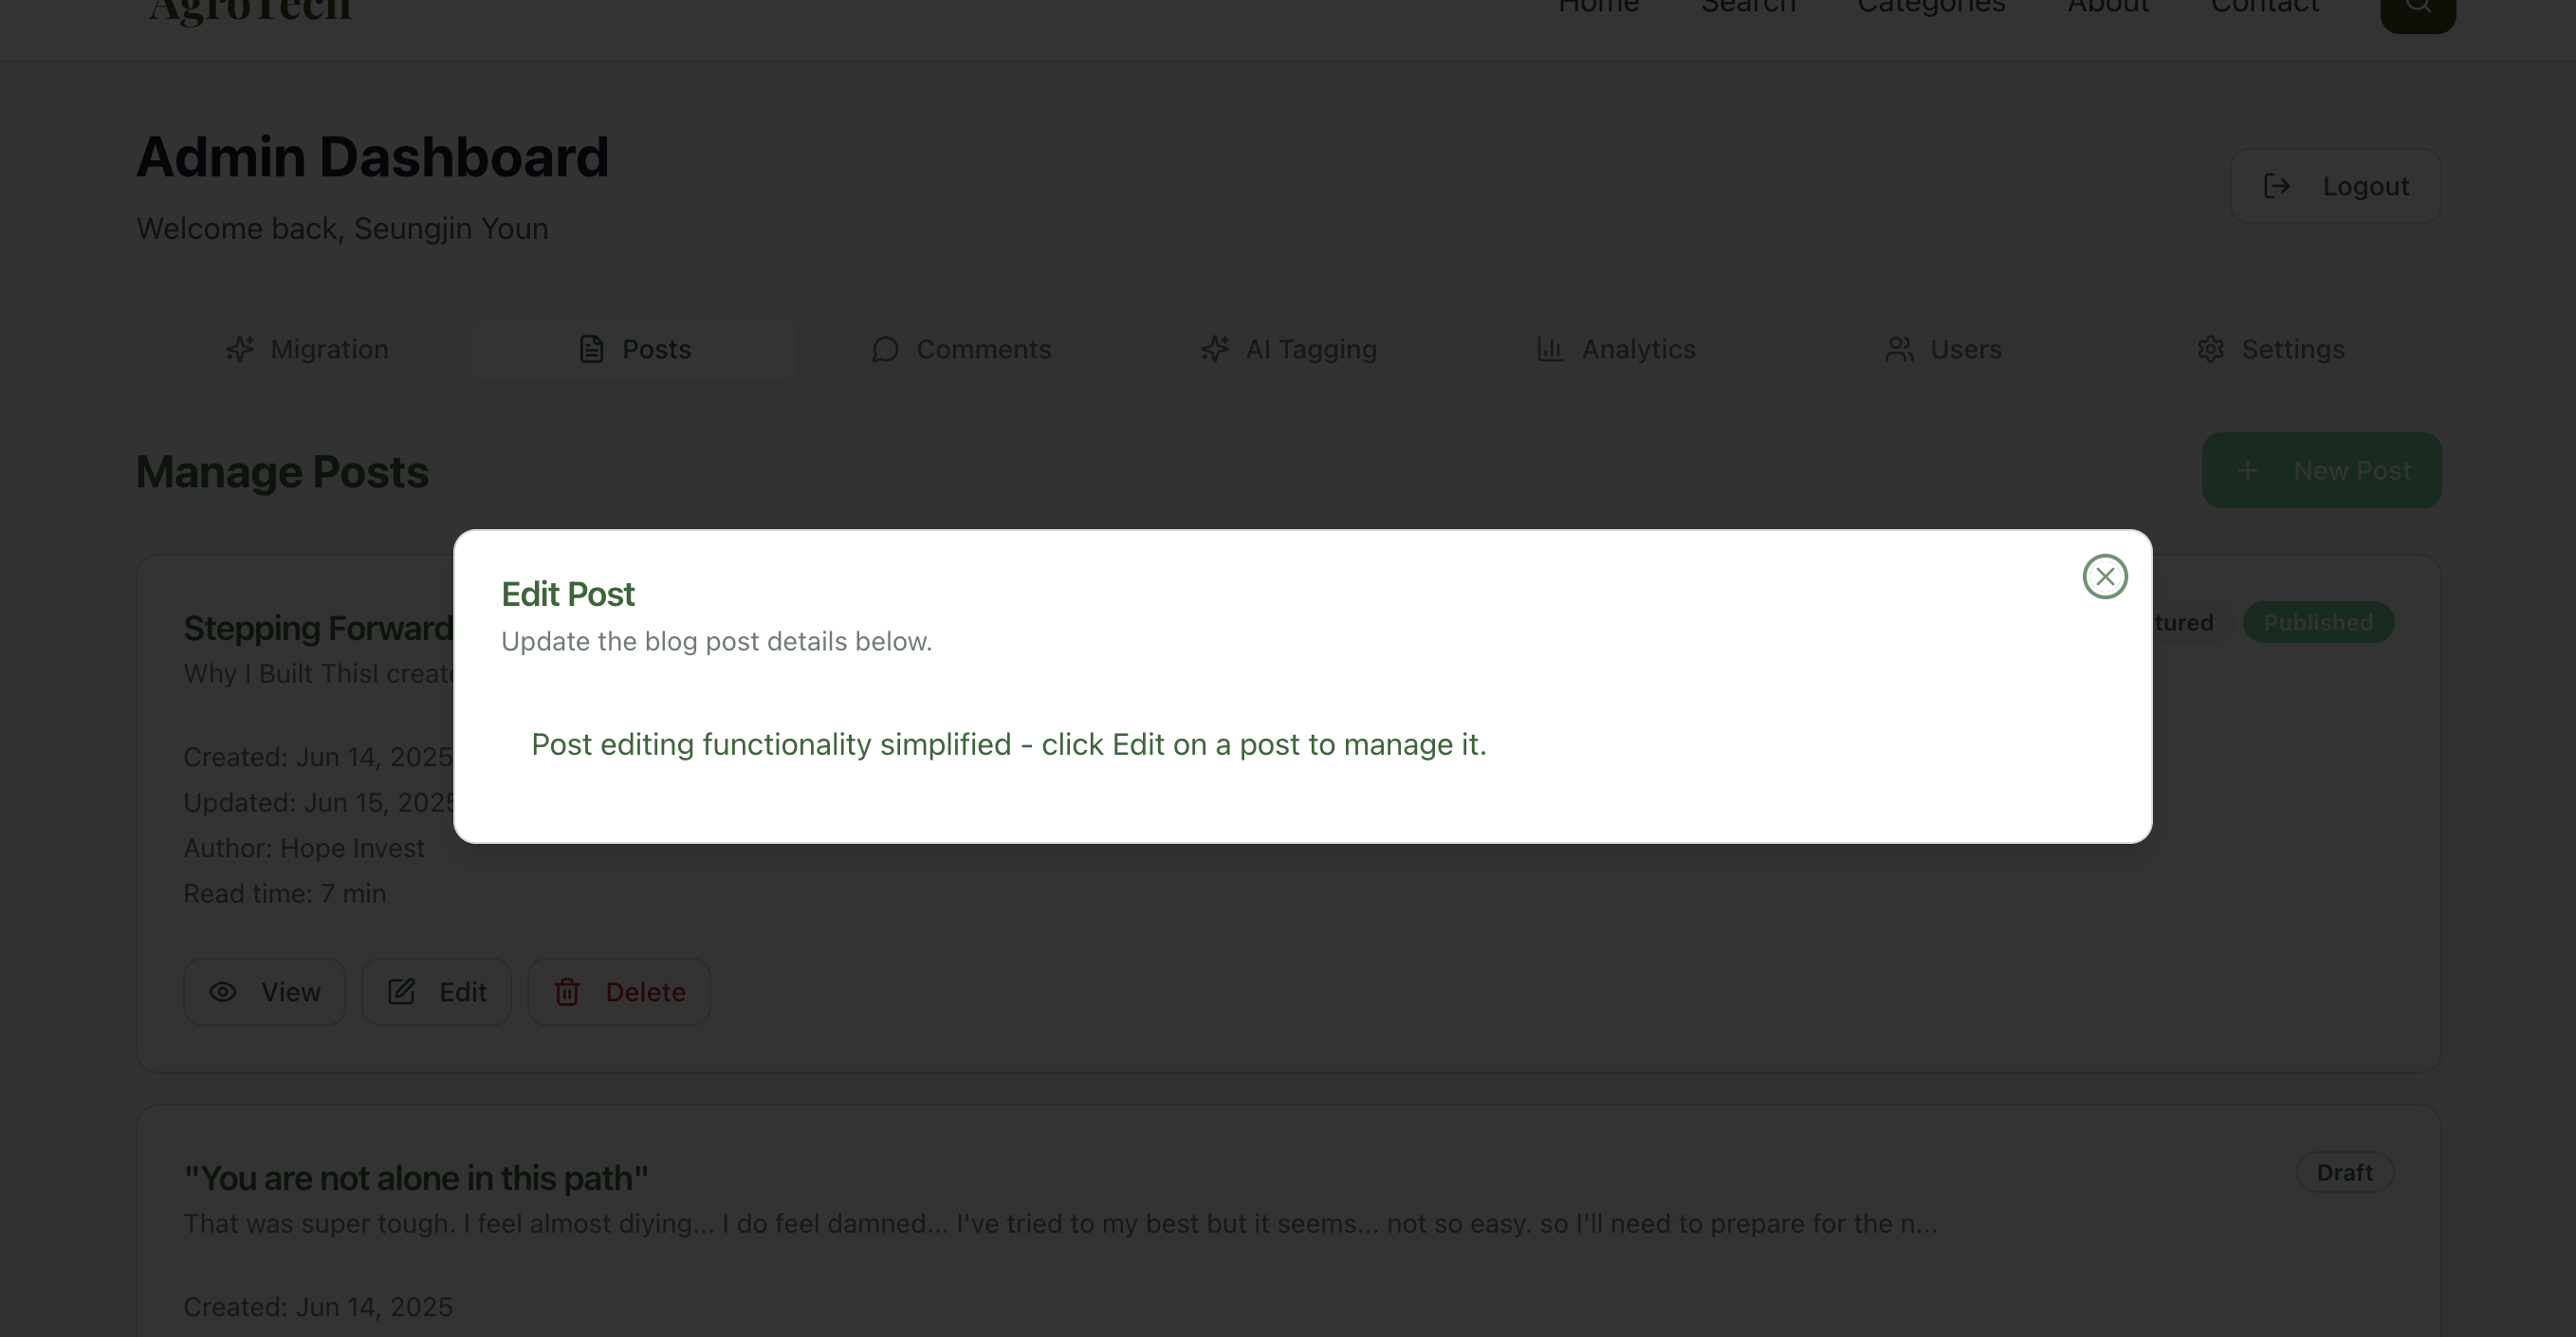 AgroTech
Home Search Categories About Contact
Admin Dashboard
Welcome back, Seungjin Youn
Logout
Migration Posts Comments AI Tagging Analytics Users Settings
Manage Posts
New Post
Edit Post
Update the blog post details below.
Post editing functionality simplified - click Edit on a post to manage it.
Stepping Forward
Published
Why I Built ThisI
Created: Jun 14, 2025
Updated: Jun 15, 2025
Author: Hope Invest
Read time: 7 min
View Edit Delete
"You are not alone in this path"
Draft
That was super tough. I feel almost diying... I do feel damned... I've tried to my best but it seems... not so easy. so I'll need to prepare for the n...
Created: Jun 14, 2025